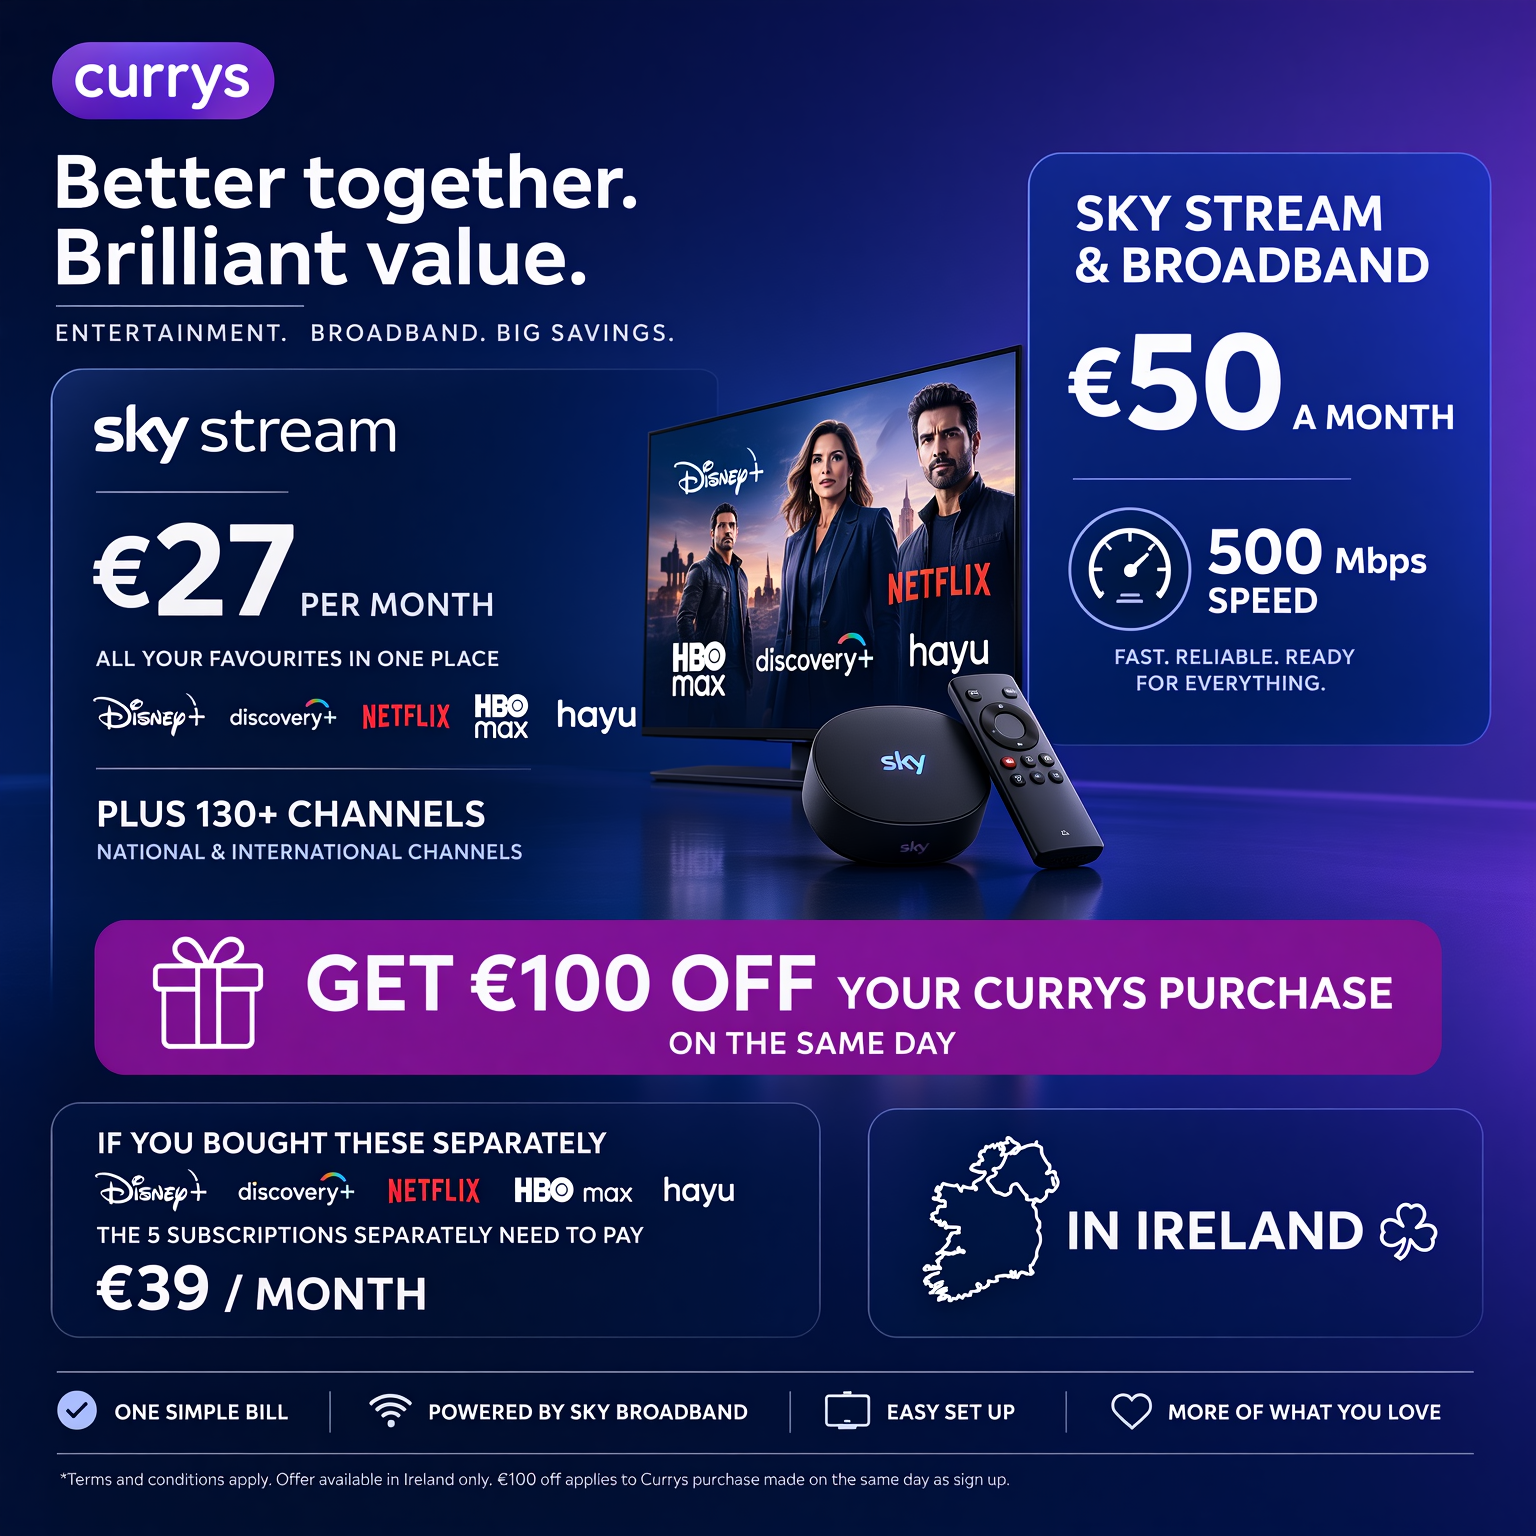 currys
Better together.
Brilliant value.
ENTERTAINMENT. BROADBAND. BIG SAVINGS.
sky stream
€27 PER MONTH
ALL YOUR FAVOURITES IN ONE PLACE
Disney+ discovery+ NETFLIX HBO max hayu
PLUS 130+ CHANNELS
NATIONAL & INTERNATIONAL CHANNELS
Disney+
NETFLIX
HBO max discovery+ hayu
sky
sky
SKY STREAM
& BROADBAND
€50 A MONTH
500 Mbps
SPEED
FAST. RELIABLE. READY
FOR EVERYTHING.
GET €100 OFF YOUR CURRYS PURCHASE
ON THE SAME DAY
IF YOU BOUGHT THESE SEPARATELY
Disney+ discovery+ NETFLIX HBO max hayu
THE 5 SUBSCRIPTIONS SEPARATELY NEED TO PAY
€39 / MONTH
IN IRELAND
ONE SIMPLE BILL
POWERED BY SKY BROADBAND
EASY SET UP
MORE OF WHAT YOU LOVE
*Terms and conditions apply. Offer available in Ireland only. €100 off applies to Currys purchase made on the same day as sign up.